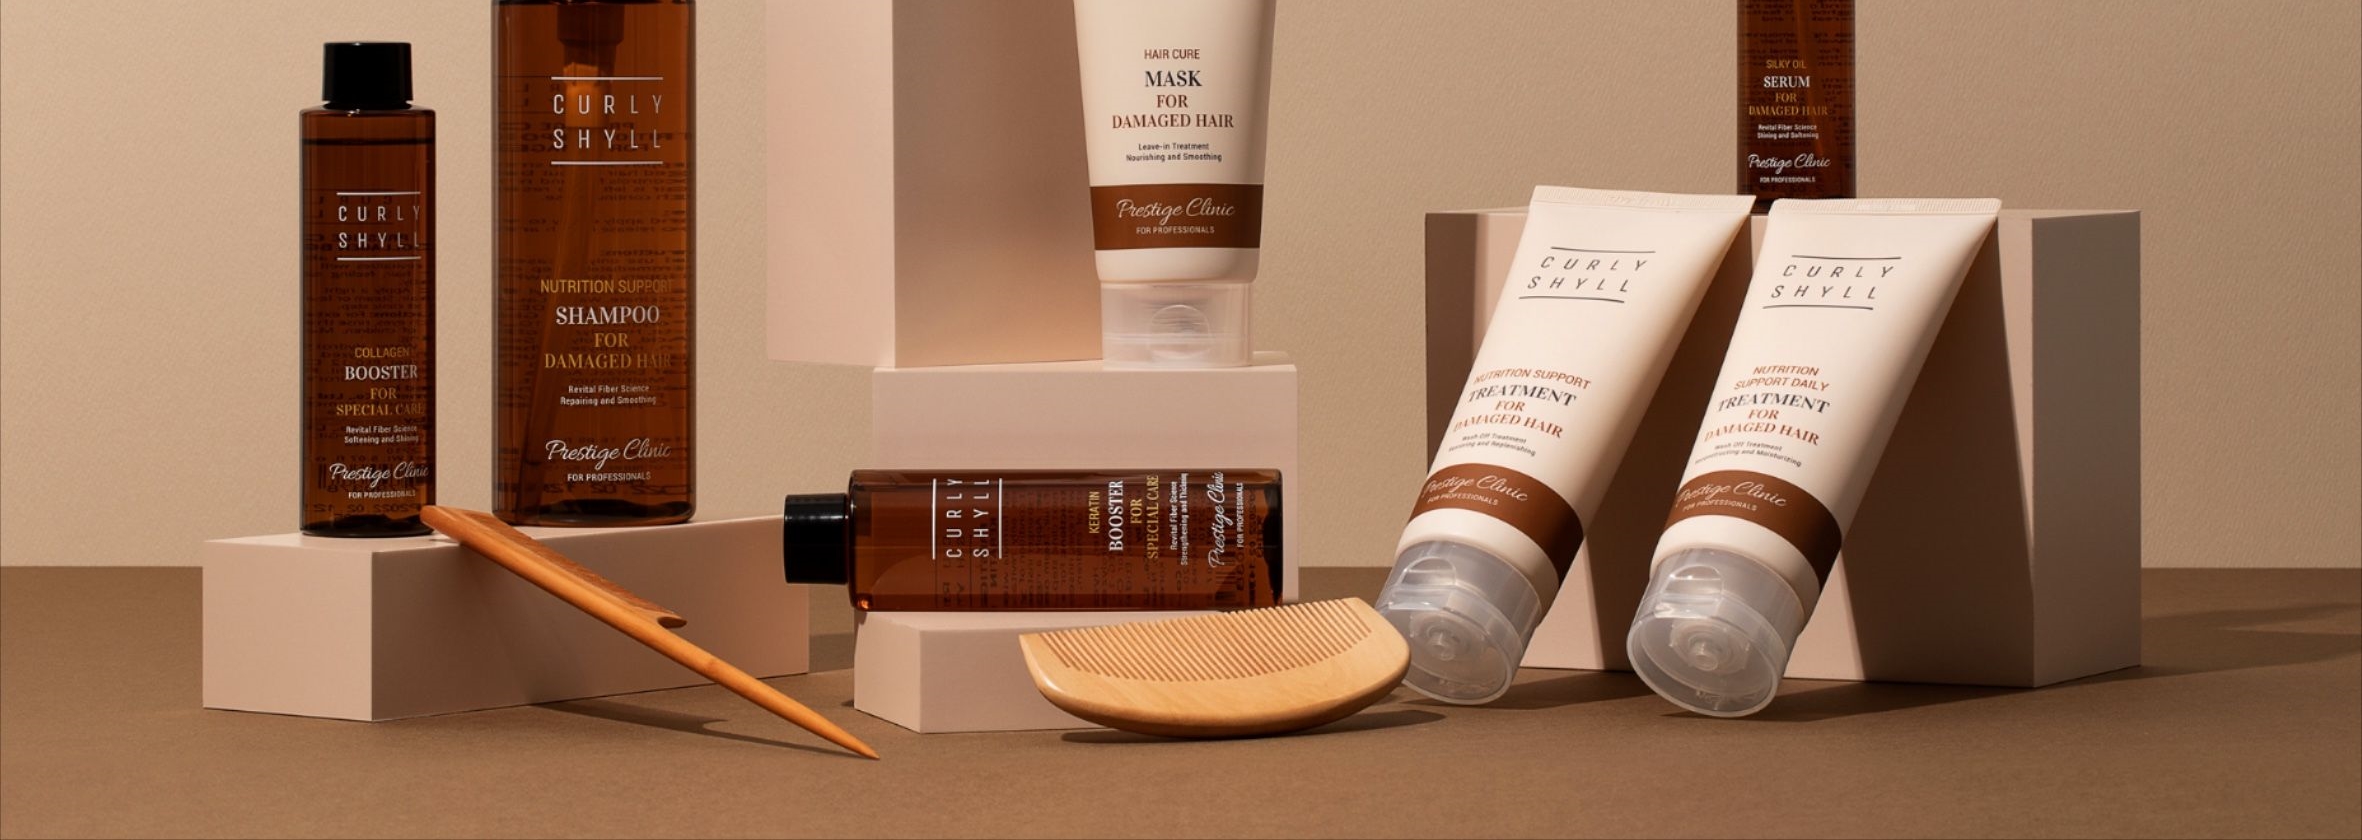 CURLY
SHYLL
COLLAGEN
BOOSTER
FOR
SPECIAL CARE
Revital Fiber Science
Softening and Shining
Prestige Clinic
FOR PROFESSIONALS
CURLY
SHYLL
NUTRITION SUPPORT
SHAMPOO
FOR
DAMAGED HAIR
Revital Fiber Science
Repairing and Smoothing
Prestige Clinic
FOR PROFESSIONALS
HAIR CURE
MASK
FOR
DAMAGED HAIR
Leave-in Treatment
Nourishing and Smoothing
Prestige Clinic
FOR PROFESSIONALS
CURLY
SHYLL
KERATIN
BOOSTER
FOR
SPECIAL CARE
Revital Fiber Science
Strengthening and Thickening
Prestige Clinic
FOR PROFESSIONALS
CURLY
SHYLL
NUTRITION SUPPORT
TREATMENT
FOR
DAMAGED HAIR
Wash Off Treatment
and Replenishing
Prestige Clinic
FOR PROFESSIONALS
SILKY OIL
SERUM
FOR
DAMAGED HAIR
Revital Fiber Science
Shining and Softening
Prestige Clinic
FOR PROFESSIONALS
CURLY
SHYLL
NUTRITION
SUPPORT DAILY
TREATMENT
FOR
DAMAGED HAIR
Wash Off Treatment
Reconstructing and Moisturizing
Prestige Clinic
FOR PROFESSIONALS